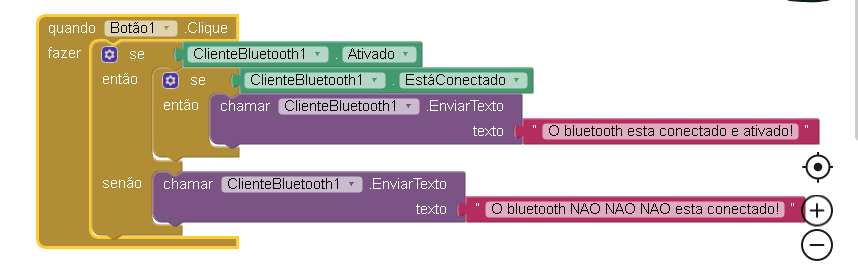 quando Botão1 .Clique
fazer se ClienteBluetooth1 . Ativado
então se ClienteBluetooth1 . EstáConectado
então chamar ClienteBluetooth1 .EnviarTexto
texto " O bluetooth esta conectado e ativado! "
senão chamar ClienteBluetooth1 .EnviarTexto
texto " O bluetooth NAO NAO NAO esta conectado! "